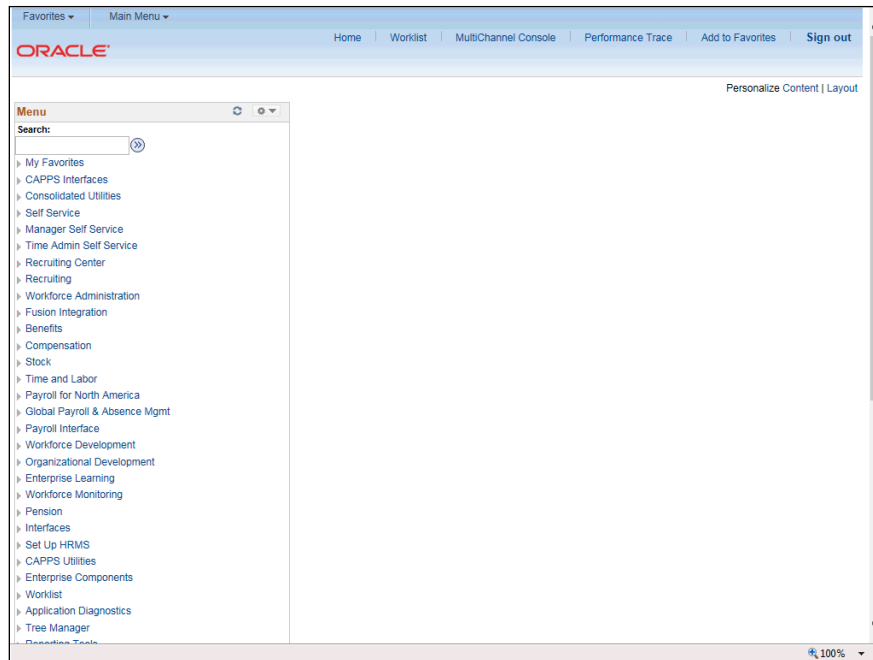 Favorites Main Menu
ORACLE
Home Worklist MultiChannel Console Performance Trace Add to Favorites Sign out
Personalize Content | Layout
Menu
Search:
My Favorites
CAPPS Interfaces
Consolidated Utilities
Self Service
Manager Self Service
Time Admin Self Service
Recruiting Center
Recruiting
Workforce Administration
Fusion Integration
Benefits
Compensation
Stock
Time and Labor
Payroll for North America
Global Payroll & Absence Mgmt
Payroll Interface
Workforce Development
Organizational Development
Enterprise Learning
Workforce Monitoring
Pension
Interfaces
Set Up HRMS
CAPPS Utilities
Enterprise Components
Worklist
Application Diagnostics
Tree Manager
Reporting Tools
100%